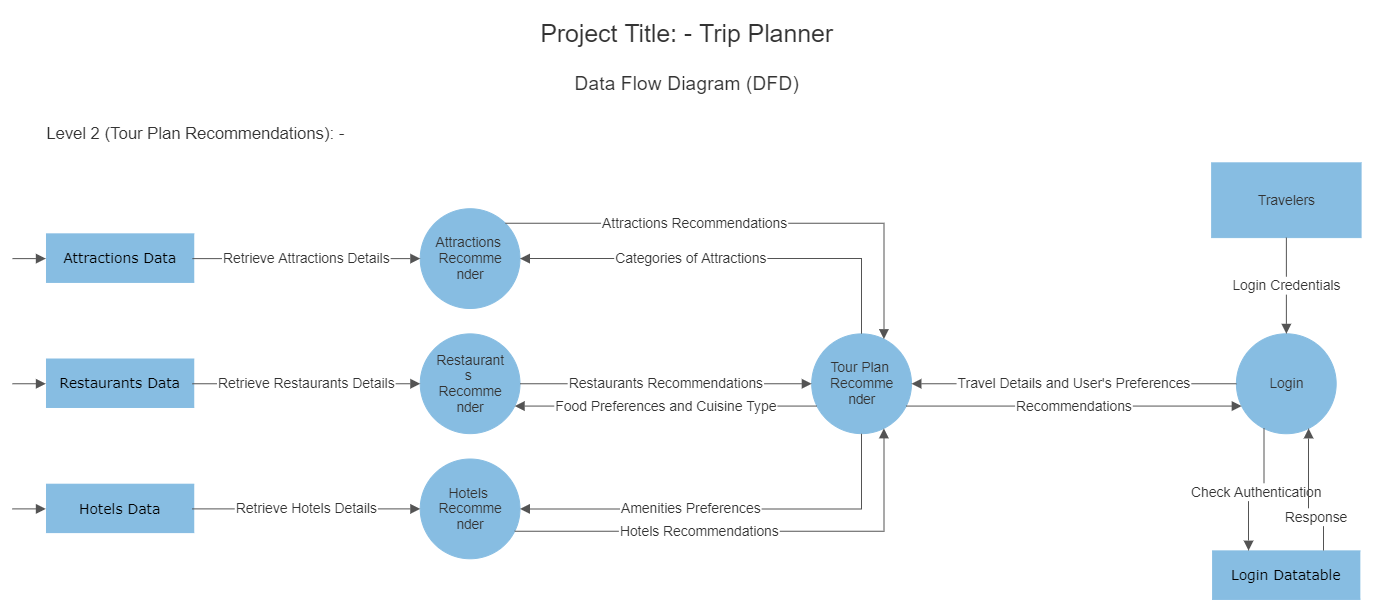 Project Title: - Trip Planner
Data Flow Diagram (DFD)
Level 2 (Tour Plan Recommendations): -
Travelers
Attractions Recommendations
Attractions Data
Retrieve Attractions Details
Attractions
Recomme
nder
Categories of Attractions
Login Credentials
Restaurants Data
Retrieve Restaurants Details
Restaurant
s
Recomme
nder
Restaurants Recommendations
Food Preferences and Cuisine Type
Tour Plan
Recomme
nder
Travel Details and User's Preferences
Recommendations
Login
Hotels Data
Retrieve Hotels Details
Hotels
Recomme
nder
Amenities Preferences
Hotels Recommendations
Check Authentication
Response
Login Datatable